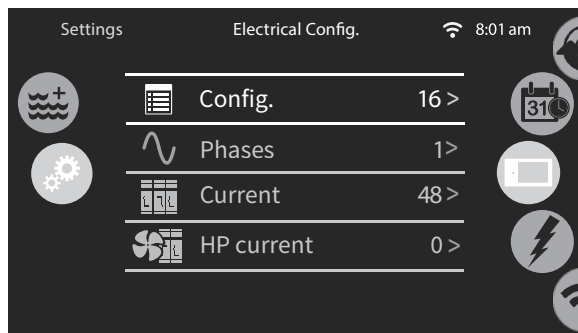 Settings Electrical Config. 8:01 am
Config. 16 >
31
Phases 1>
Current 48 >
HP current 0 >